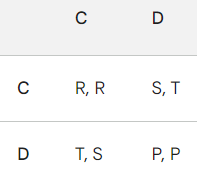 C D
C R, R S, T
D T, S P, P